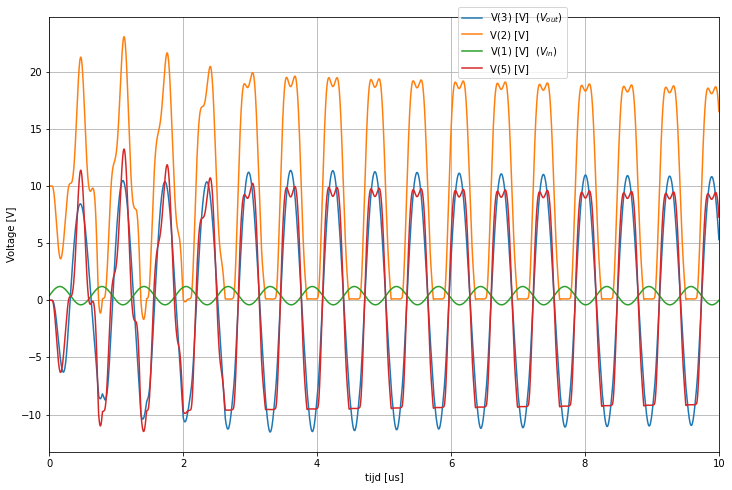 V(3) [V]  (V_out)
V(2) [V]
V(1) [V]  (V_in)
V(5) [V]
20
15
10
5
0
−5
−10
Voltage [V]
0 2 4 6 8 10
tijd [us]